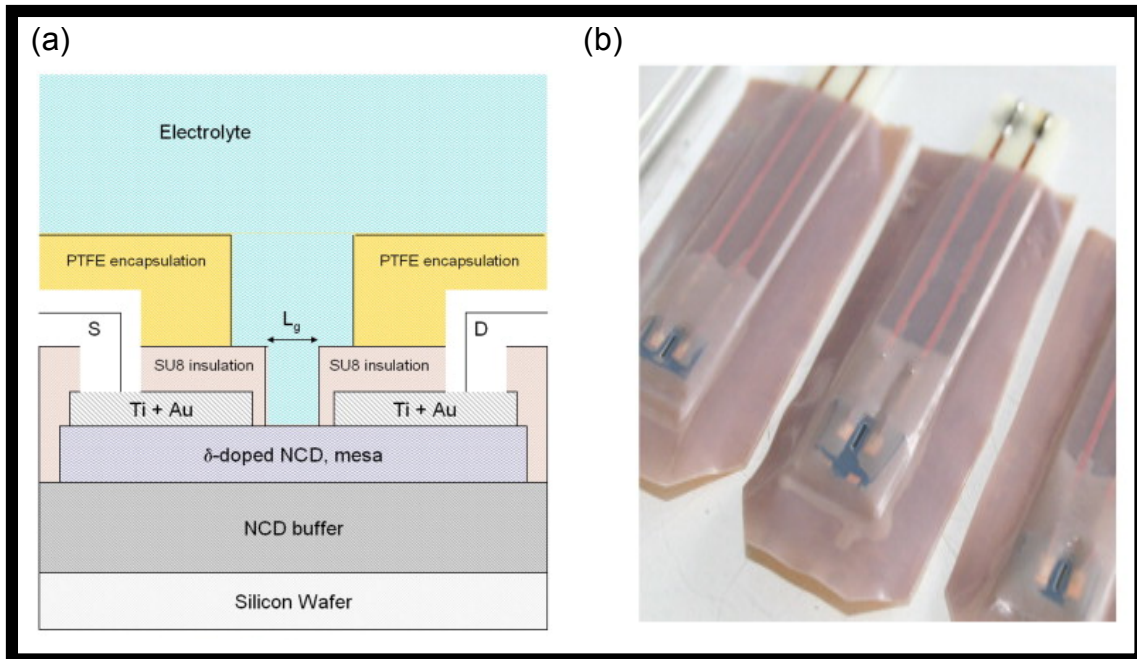 (a)
(b)
Electrolyte
PTFE encapsulation
PTFE encapsulation
S
L_g
D
SU8 insulation
SU8 insulation
Ti + Au
Ti + Au
δ-doped NCD, mesa
NCD buffer
Silicon Wafer